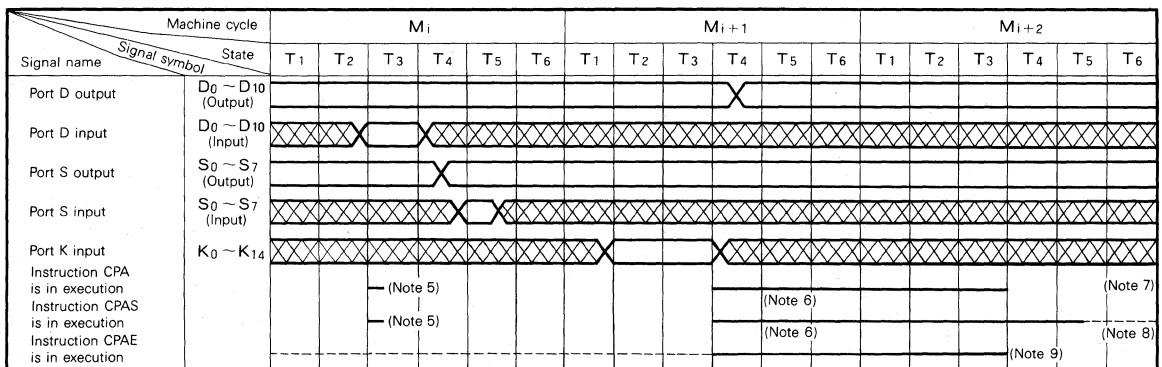 Machine cycle
Mi
Mi+1
Mi+2
Signal symbol
State
Signal name
T1 T2 T3 T4 T5 T6 T1 T2 T3 T4 T5 T6 T1 T2 T3 T4 T5 T6
Port D output
D0 ~ D10
(Output)
Port D input
D0 ~ D10
(Input)
Port S output
S0 ~ S7
(Output)
Port S input
S0 ~ S7
(Input)
Port K input
K0 ~ K14
Instruction CPA
is in execution
(Note 5)
(Note 6)
(Note 7)
Instruction CPAS
is in execution
(Note 5)
(Note 6)
(Note 8)
Instruction CPAE
is in execution
(Note 9)